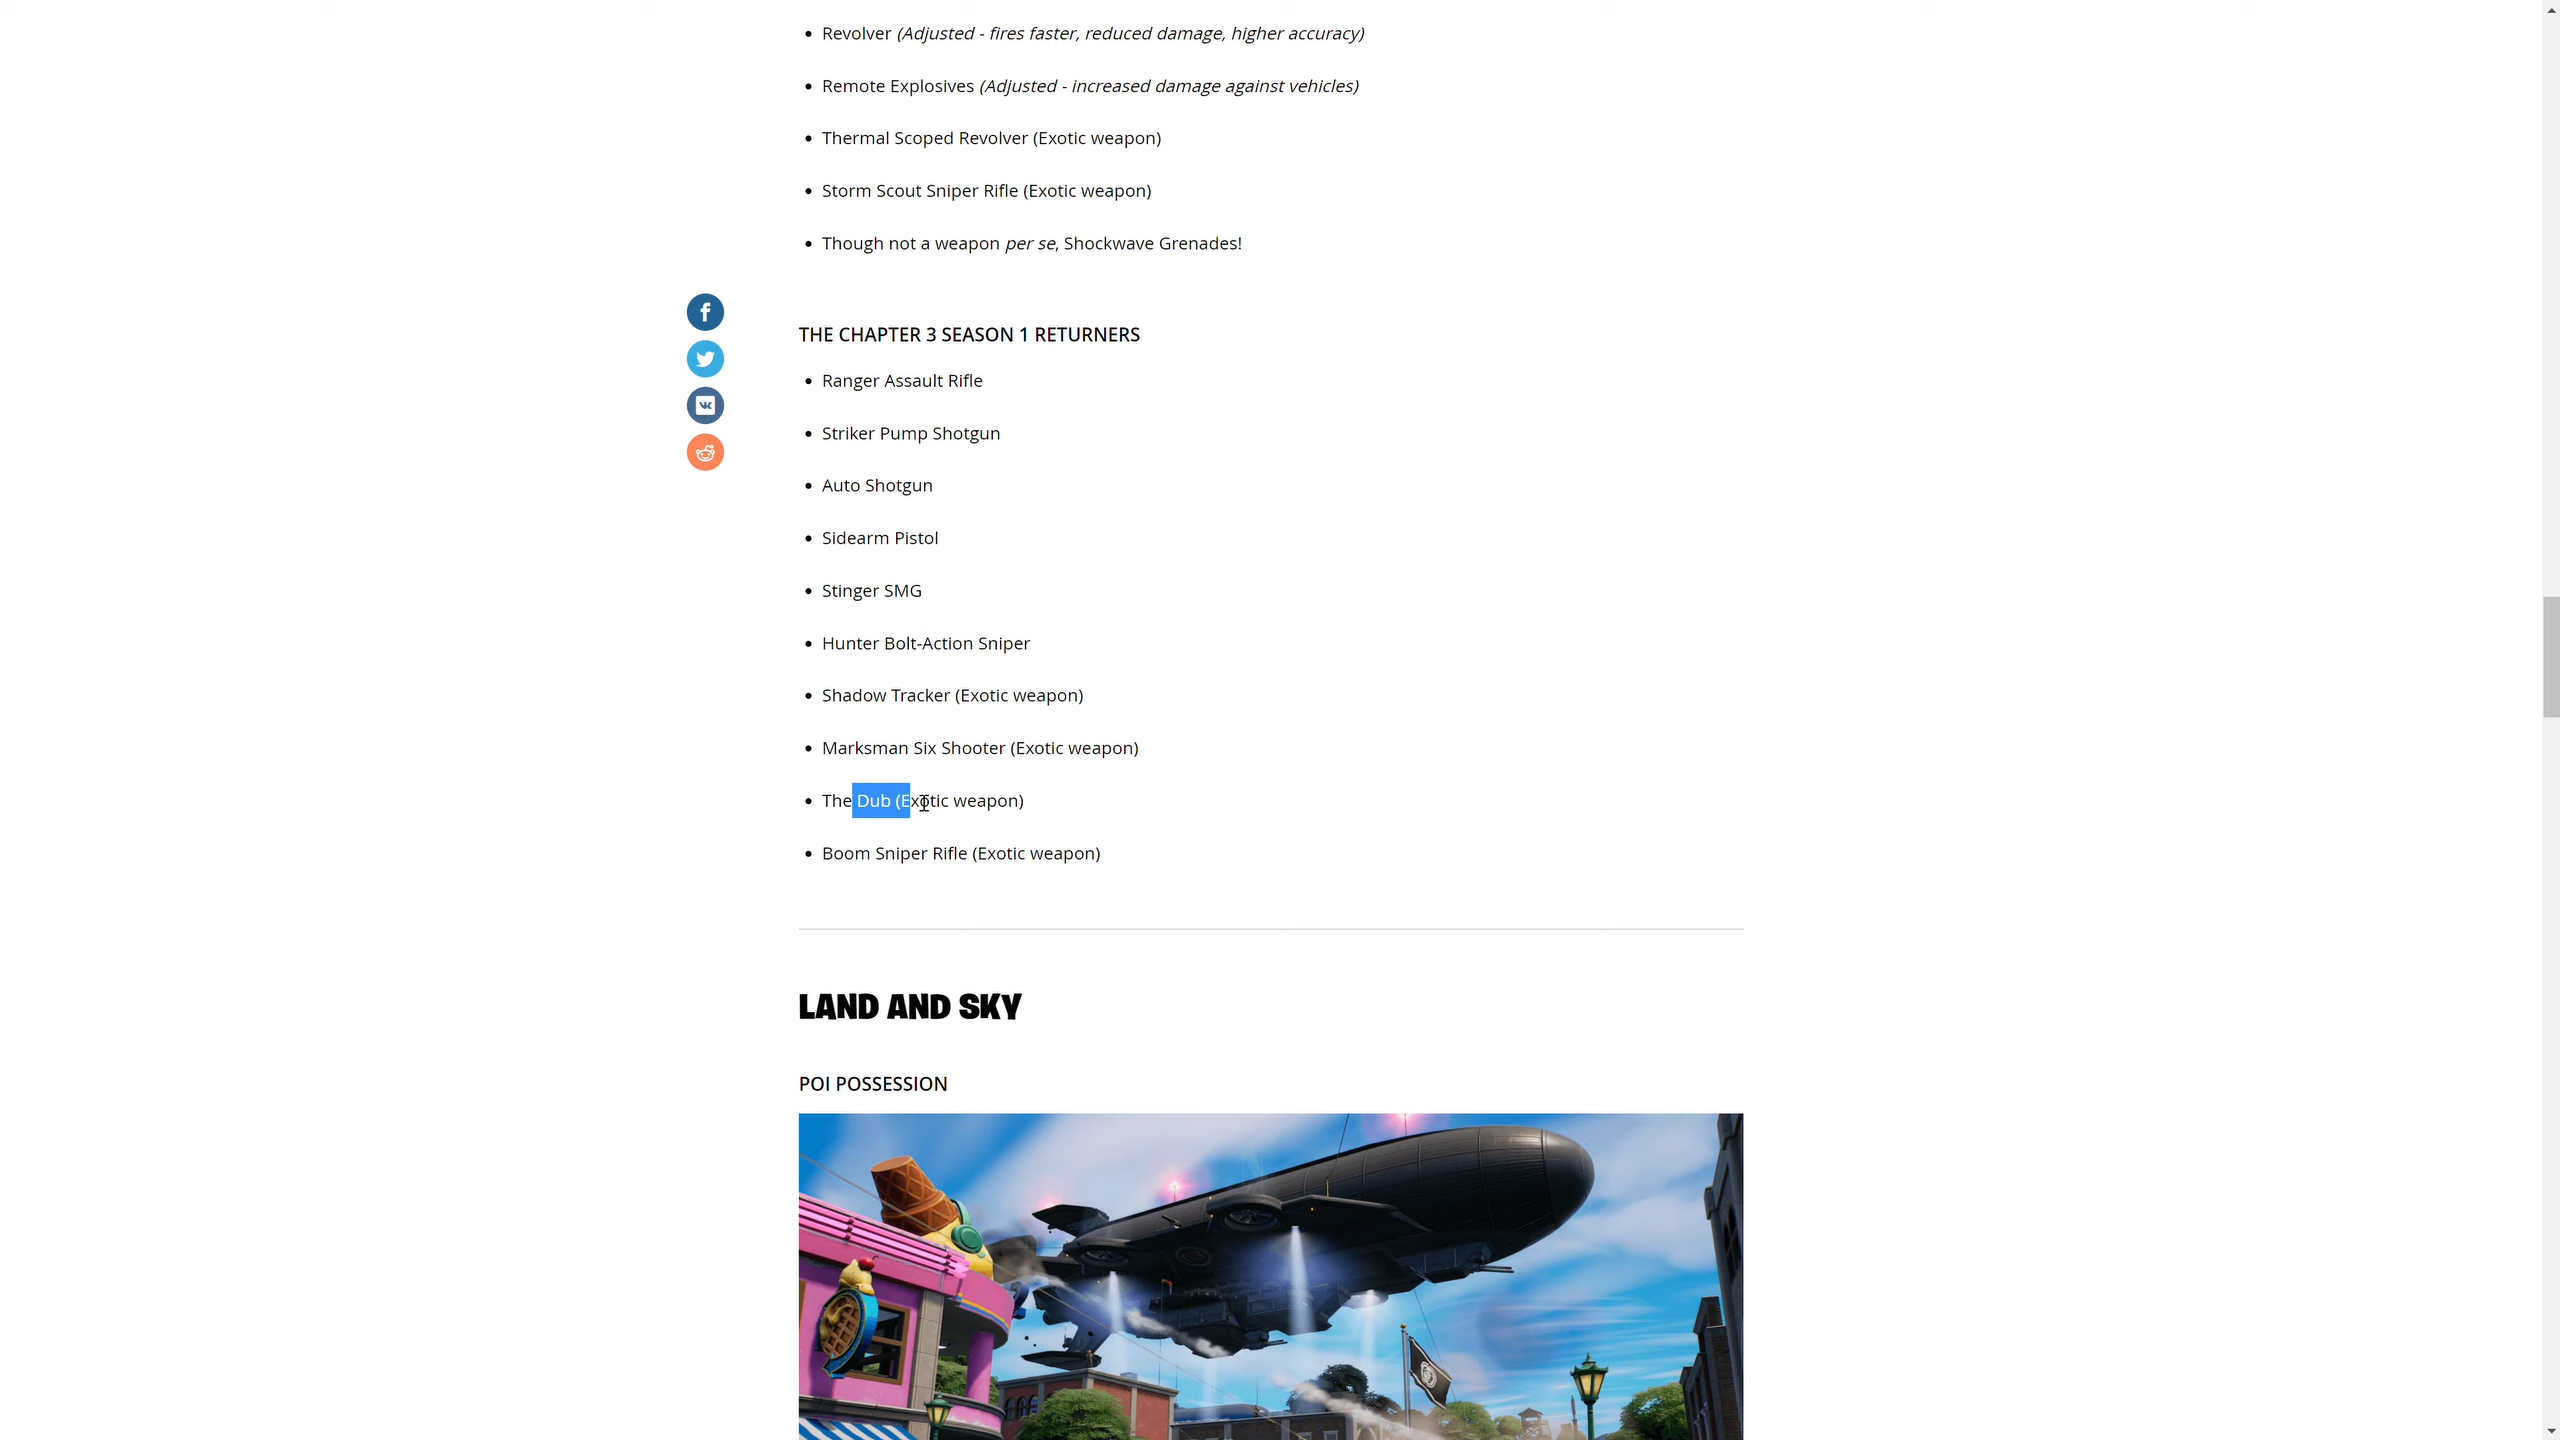 Revolver (Adjusted - fires faster, reduced damage, higher accuracy)
Remote Explosives (Adjusted - increased damage against vehicles)
Thermal Scoped Revolver (Exotic weapon)
Storm Scout Sniper Rifle (Exotic weapon)
Though not a weapon per se, Shockwave Grenades!
THE CHAPTER 3 SEASON 1 RETURNERS
Ranger Assault Rifle
Striker Pump Shotgun
Auto Shotgun
Sidearm Pistol
Stinger SMG
Hunter Bolt-Action Sniper
Shadow Tracker (Exotic weapon)
Marksman Six Shooter (Exotic weapon)
The Dub (Exotic weapon)
Boom Sniper Rifle (Exotic weapon)
LAND AND SKY
POI POSSESSION